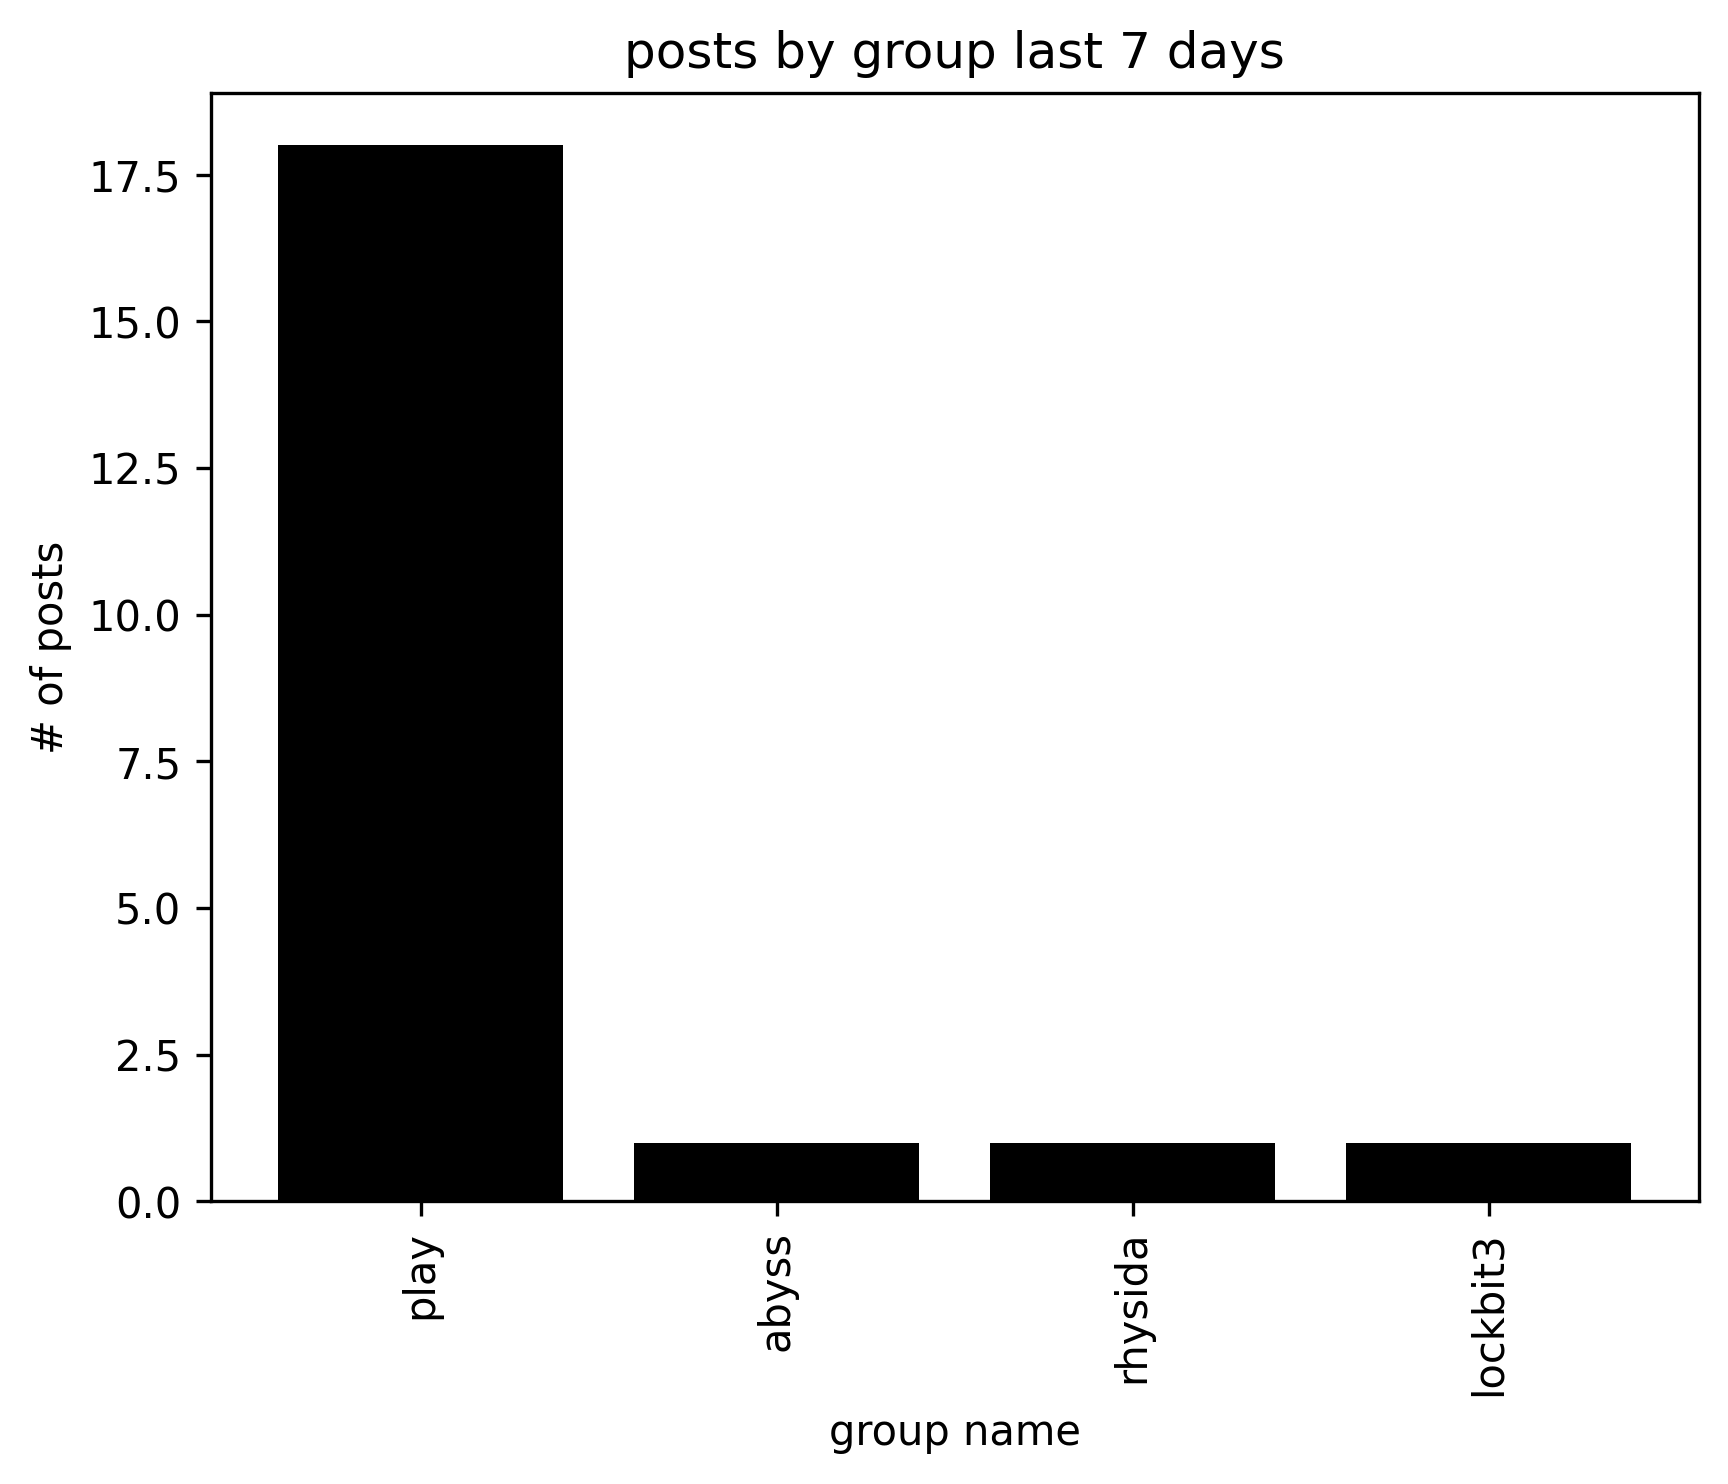 posts by group last 7 days
17.5
15.0
12.5
10.0
7.5
5.0
2.5
0.0
# of posts
play
abyss
rhysida
lockbit3
group name